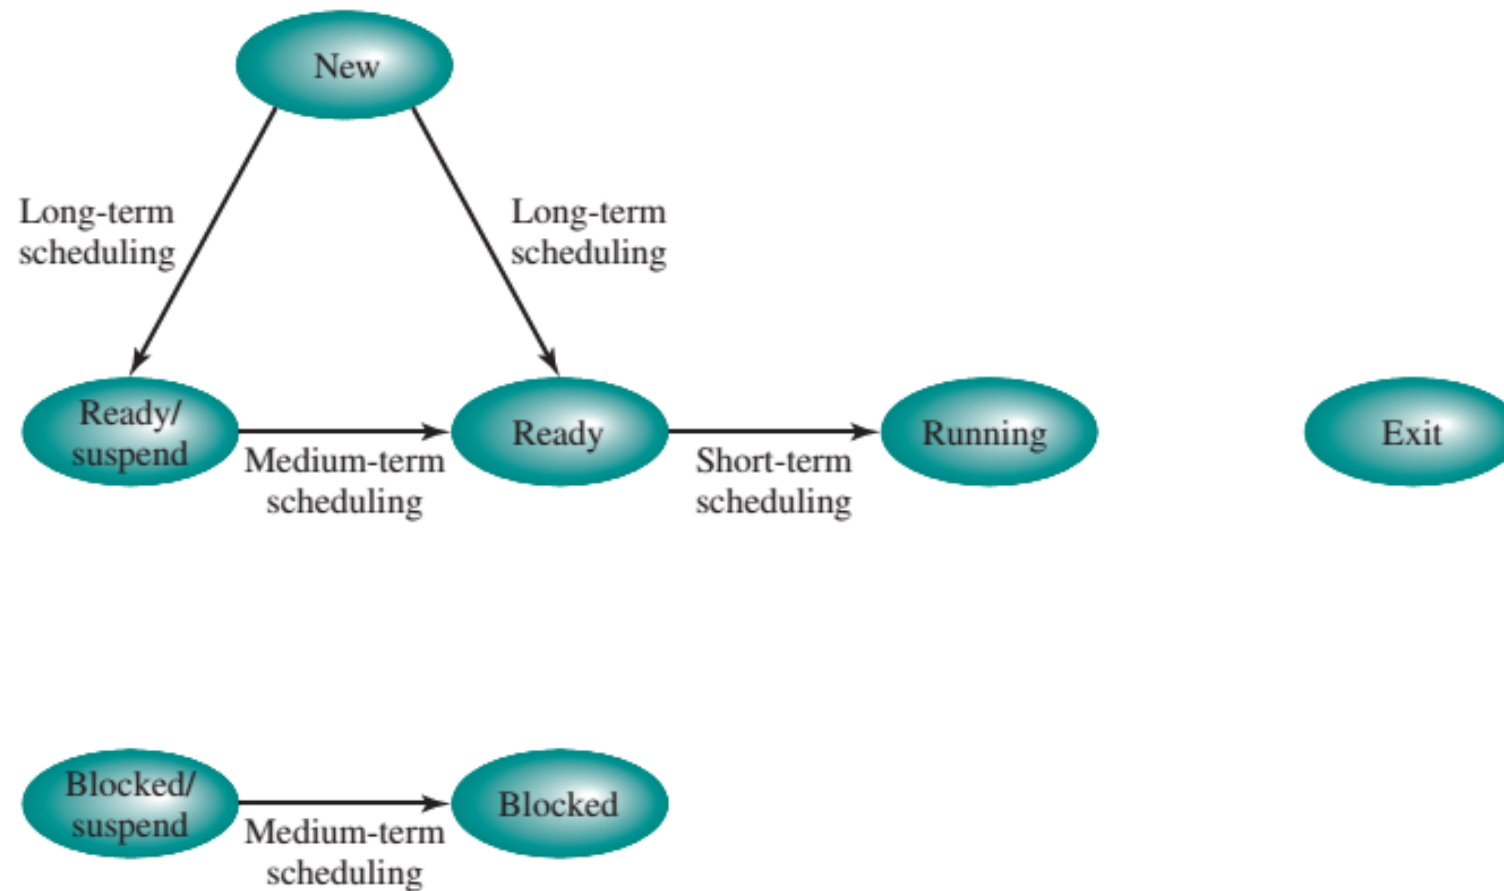 New
Long-term
scheduling
Long-term
scheduling
Ready/
suspend
Medium-term
scheduling
Ready
Short-term
scheduling
Running
Exit
Blocked/
suspend
Medium-term
scheduling
Blocked